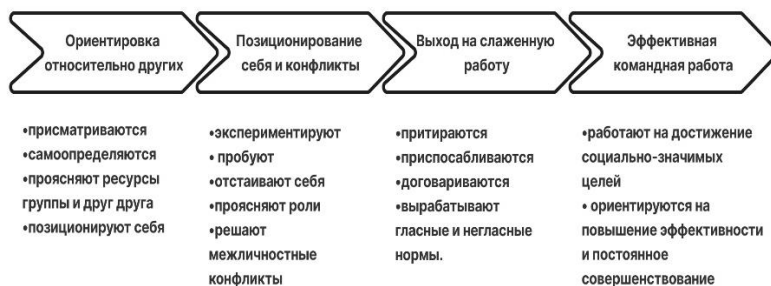 Ориентировка
относительно других
Позиционирование
себя и конфликты
Выход на слаженную
работу
Эффективная
командная работа
•присматриваются
•самоопределяются
•проясняют ресурсы
группы и друг друга
•позиционируют себя
•экспериментируют
• пробуют
•отстаивают себя
•проясняют роли
•решают
межличностные
конфликты
•притираются
•приспосабливаются
•договариваются
•вырабатывают
гласные и негласные
нормы.
•работают на достижение
социально-значимых
целей
• ориентируются на
повышение эффективности
и постоянное
совершенствование